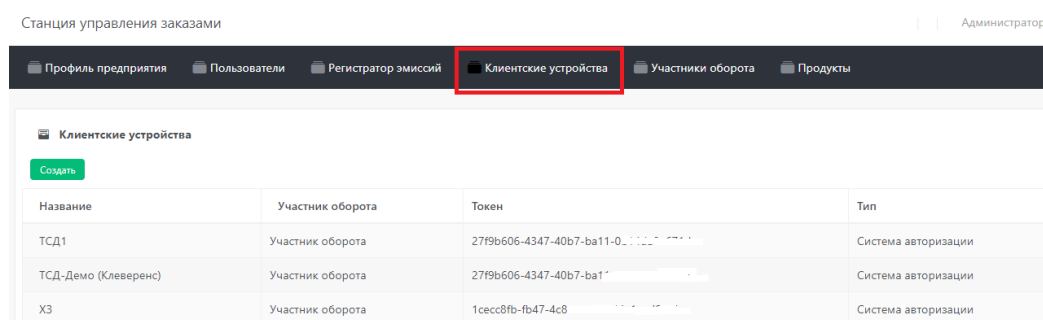 Станция управления заказами
Администратор
Профиль предприятия Пользователи Регистратор эмиссий Клиентские устройства Участники оборота Продукты
Клиентские устройства
Создать
Название Участник оборота Токен Тип
ТСД1 Участник оборота 27f9b606-4347-40b7-ba11- Система авторизации
ТСД-Демо (Клеверенс) Участник оборота 27f9b606-4347-40b7-ba11 Система авторизации
ХЗ Участник оборота 1cecc8fb-fb47-4c8 Система авторизации